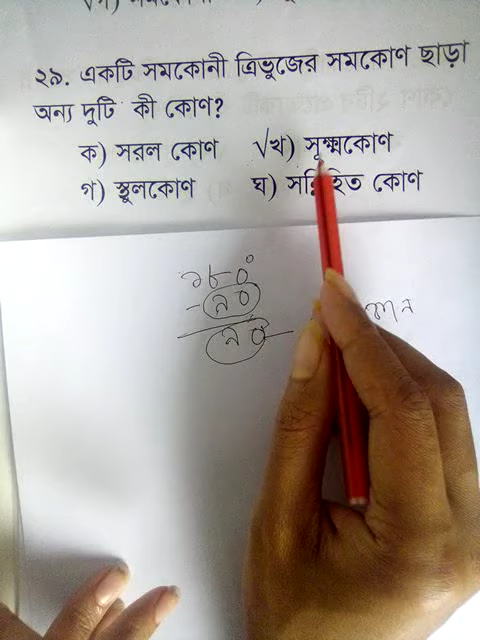 ২৯. একটি সমকোনী ত্রিভুজের সমকোণ ছাড়া
অন্য দুটি কী কোণ?
ক) সরল কোণ √খ) সূক্ষ্মকোণ
গ) স্থুলকোণ ঘ) সন্নিহিত কোণ
১৮০°
- ৯০
৯০